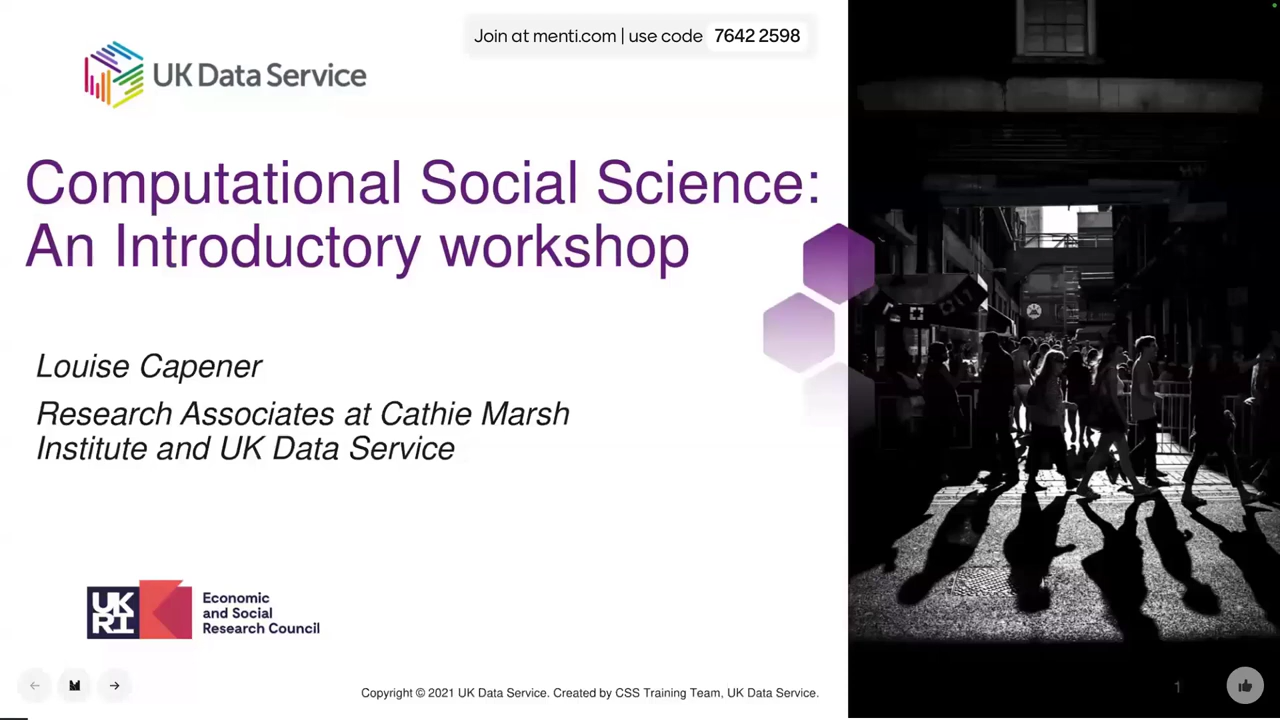 Join at menti.com | use code 7642 2598
UK Data Service
Computational Social Science:
An Introductory workshop
Louise Capener
Research Associates at Cathie Marsh
Institute and UK Data Service
UK
RI
Economic
and Social
Research Council
Copyright © 2021 UK Data Service. Created by CSS Training Team, UK Data Service.
1